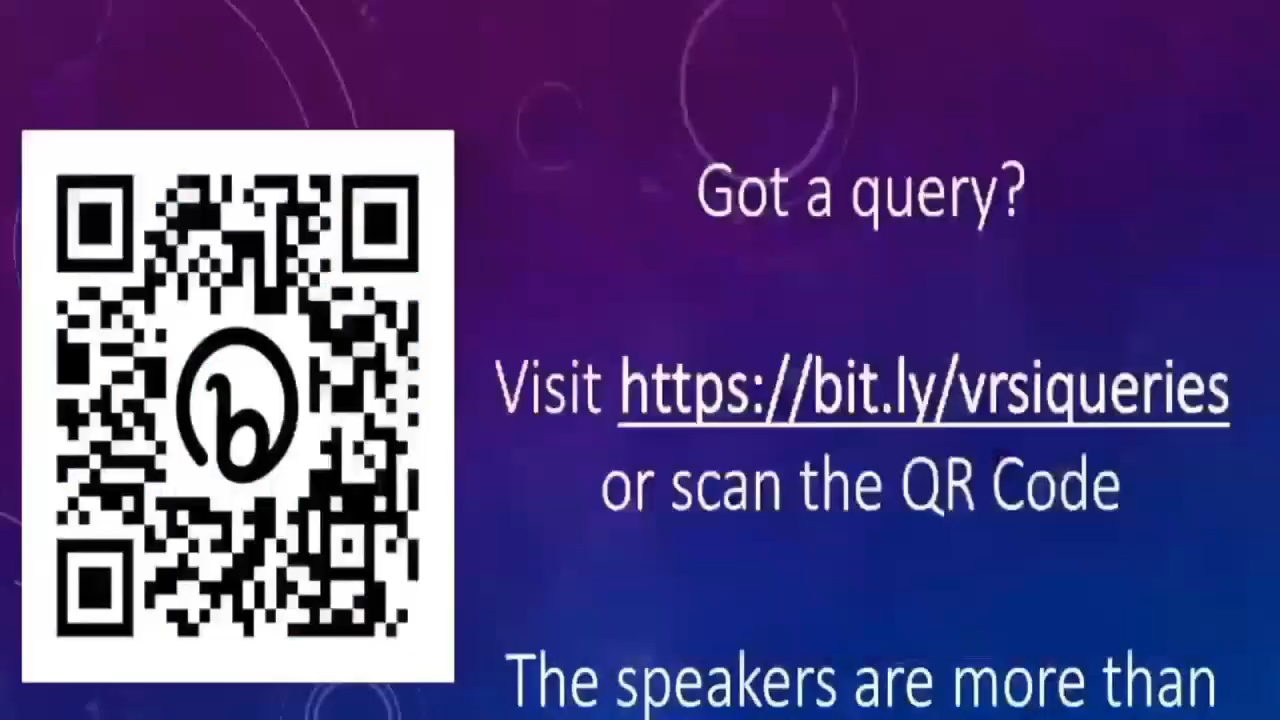 Got a query?
Visit https://bit.ly/vrsiqueries
or scan the QR Code
The speakers are more than